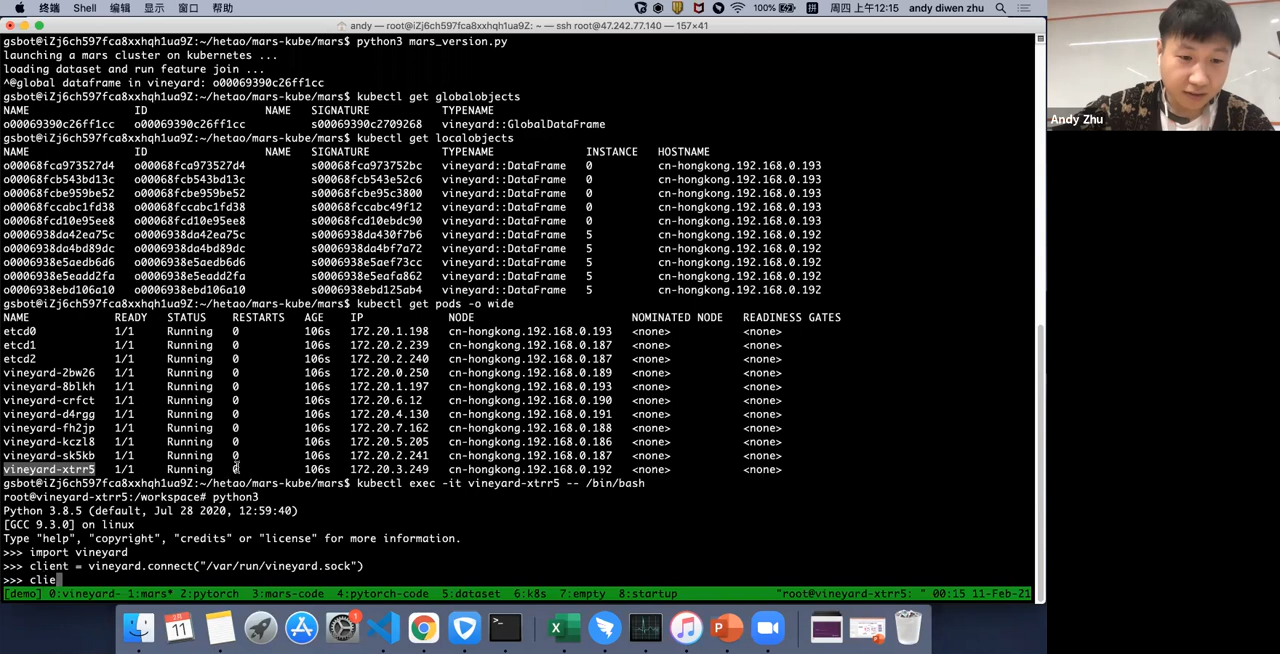 终端 Shell 编辑 显示 窗口 帮助 100% 拼 周四 上午12:15 andy diwen zhu
andy — root@iZj6ch597fca8xxhqh1ua9Z: ~ — ssh root@47.242.77.140 — 157×41
gsbot@iZj6ch597fca8xxhqh1ua9Z:~/hetao/mars-kube/mars$ python3 mars_version.py
launching a mars cluster on kubernetes ...
loading dataset and run feature join ...
^@global dataframe in vineyard: o00069390c26ff1cc
gsbot@iZj6ch597fca8xxhqh1ua9Z:~/hetao/mars-kube/mars$ kubectl get globalobjects
NAME ID NAME SIGNATURE TYPENAME
o00069390c26ff1cc o00069390c26ff1cc s00069390c2709268 vineyard::GlobalDataFrame
gsbot@iZj6ch597fca8xxhqh1ua9Z:~/hetao/mars-kube/mars$ kubectl get localobjects
NAME ID NAME SIGNATURE TYPENAME INSTANCE HOSTNAME
o00068fca973527d4 o00068fca973527d4 s00068fca973752bc vineyard::DataFrame 0 cn-hongkong.192.168.0.193
o00068fcb543bd13c o00068fcb543bd13c s00068fcb543e52c6 vineyard::DataFrame 0 cn-hongkong.192.168.0.193
o00068fcbe959be52 o00068fcbe959be52 s00068fcbe95c3800 vineyard::DataFrame 0 cn-hongkong.192.168.0.193
o00068fccabc1fd38 o00068fccabc1fd38 s00068fccabc49f12 vineyard::DataFrame 0 cn-hongkong.192.168.0.193
o00068fcd10e95ee8 o00068fcd10e95ee8 s00068fcd10ebdc90 vineyard::DataFrame 0 cn-hongkong.192.168.0.193
o0006938da42ea75c o0006938da42ea75c s0006938da430f7b6 vineyard::DataFrame 5 cn-hongkong.192.168.0.192
o0006938da4bd89dc o0006938da4bd89dc s0006938da4bf7a72 vineyard::DataFrame 5 cn-hongkong.192.168.0.192
o0006938e5aedb6d6 o0006938e5aedb6d6 s0006938e5aef73cc vineyard::DataFrame 5 cn-hongkong.192.168.0.192
o0006938e5eadd2fa o0006938e5eadd2fa s0006938e5eafa862 vineyard::DataFrame 5 cn-hongkong.192.168.0.192
o0006938ebd106a10 o0006938ebd106a10 s0006938ebd125ab4 vineyard::DataFrame 5 cn-hongkong.192.168.0.192
gsbot@iZj6ch597fca8xxhqh1ua9Z:~/hetao/mars-kube/mars$ kubectl get pods -o wide
NAME READY STATUS RESTARTS AGE IP NODE NOMINATED NODE READINESS GATES
etcd0 1/1 Running 0 106s 172.20.1.198 cn-hongkong.192.168.0.193 <none> <none>
etcd1 1/1 Running 0 106s 172.20.2.239 cn-hongkong.192.168.0.187 <none> <none>
etcd2 1/1 Running 0 106s 172.20.2.240 cn-hongkong.192.168.0.187 <none> <none>
vineyard-2bw26 1/1 Running 0 106s 172.20.0.250 cn-hongkong.192.168.0.189 <none> <none>
vineyard-8blkh 1/1 Running 0 106s 172.20.1.197 cn-hongkong.192.168.0.193 <none> <none>
vineyard-crfct 1/1 Running 0 106s 172.20.6.12 cn-hongkong.192.168.0.190 <none> <none>
vineyard-d4rgg 1/1 Running 0 106s 172.20.4.130 cn-hongkong.192.168.0.191 <none> <none>
vineyard-fh2jp 1/1 Running 0 106s 172.20.7.162 cn-hongkong.192.168.0.188 <none> <none>
vineyard-kczl8 1/1 Running 0 106s 172.20.5.205 cn-hongkong.192.168.0.186 <none> <none>
vineyard-sk5kb 1/1 Running 0 106s 172.20.2.241 cn-hongkong.192.168.0.187 <none> <none>
vineyard-xtrr5 1/1 Running 0 106s 172.20.3.249 cn-hongkong.192.168.0.192 <none> <none>
gsbot@iZj6ch597fca8xxhqh1ua9Z:~/hetao/mars-kube/mars$ kubectl exec -it vineyard-xtrr5 -- /bin/bash
root@vineyard-xtrr5:/workspace# python3
Python 3.8.5 (default, Jul 28 2020, 12:59:40)
[GCC 9.3.0] on linux
Type "help", "copyright", "credits" or "license" for more information.
>>> import vineyard
>>> client = vineyard.connect("/var/run/vineyard.sock")
>>> clie
[demo] 0:vineyard- 1:mars* 2:pytorch 3:mars-code 4:pytorch-code 5:dataset 6:k8s 7:empty 8:startup "root@vineyard-xtrr5: " 00:15 11-Feb-21
Andy Zhu
2月
11
1